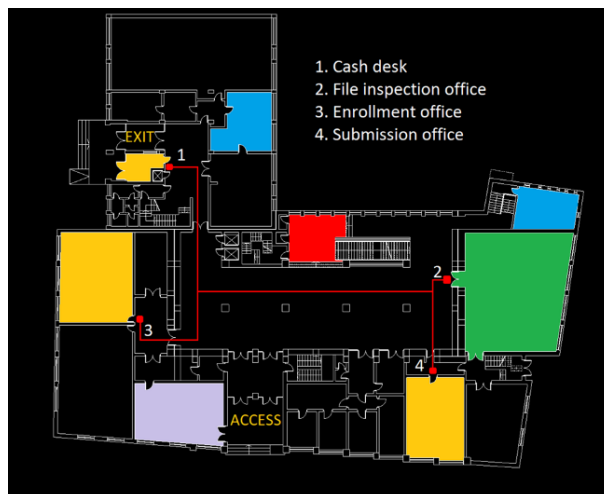 1. Cash desk
2. File inspection office
3. Enrollment office
4. Submission office
EXIT
1
2
3
4
ACCESS